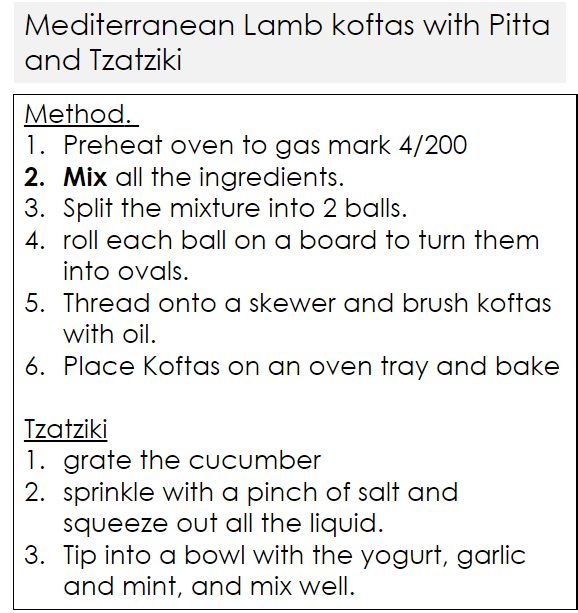 Mediterranean Lamb koftas with Pitta
and Tzatziki
Method.
1. Preheat oven to gas mark 4/200
2. Mix all the ingredients.
3. Split the mixture into 2 balls.
4. roll each ball on a board to turn them
into ovals.
5. Thread onto a skewer and brush koftas
with oil.
6. Place Koftas on an oven tray and bake
Tzatziki
1. grate the cucumber
2. sprinkle with a pinch of salt and
squeeze out all the liquid.
3. Tip into a bowl with the yogurt, garlic
and mint, and mix well.